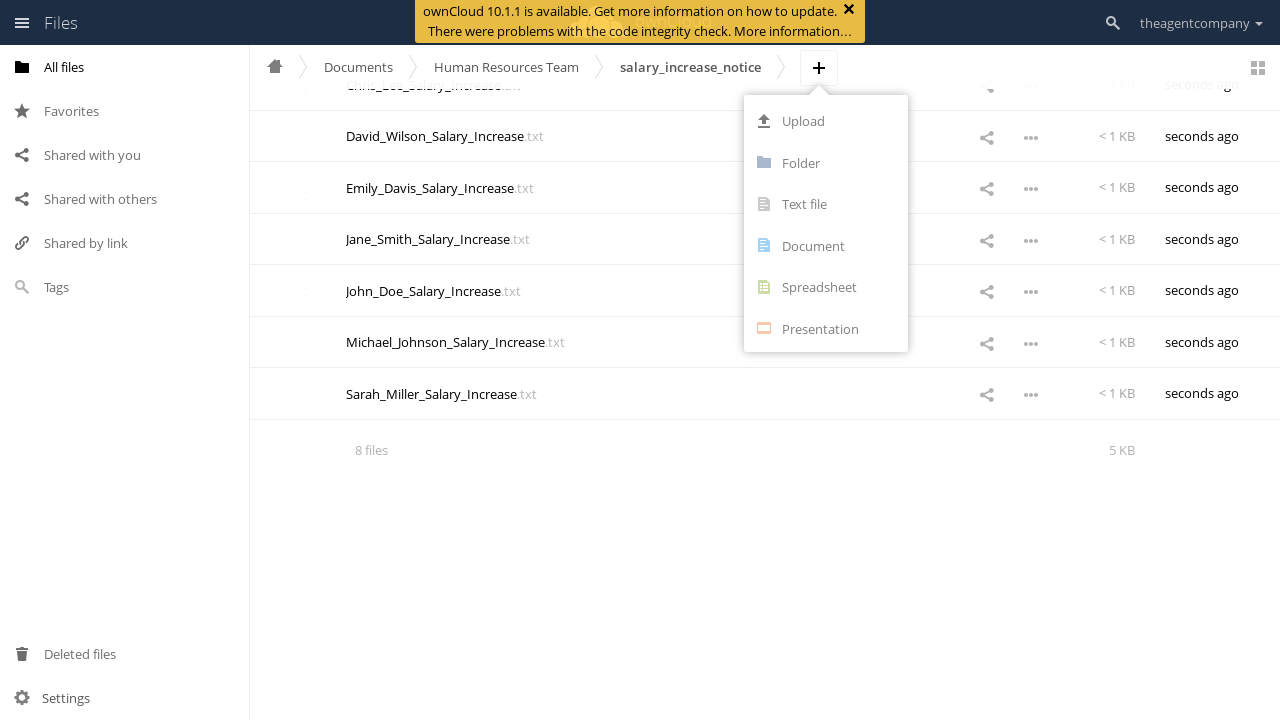 Files
ownCloud 10.1.1 is available. Get more information on how to update.
There were problems with the code integrity check. More information…
theagentcompany
All files
Favorites
Shared with you
Shared with others
Shared by link
Tags
Deleted files
Settings
Documents
Human Resources Team
salary_increase_notice
Chris_Lee_Salary_Increase.txt
seconds ago
David_Wilson_Salary_Increase.txt
< 1 KB
seconds ago
Emily_Davis_Salary_Increase.txt
< 1 KB
seconds ago
Jane_Smith_Salary_Increase.txt
< 1 KB
seconds ago
John_Doe_Salary_Increase.txt
< 1 KB
seconds ago
Michael_Johnson_Salary_Increase.txt
< 1 KB
seconds ago
Sarah_Miller_Salary_Increase.txt
< 1 KB
seconds ago
8 files
5 KB
Upload
Folder
Text file
Document
Spreadsheet
Presentation